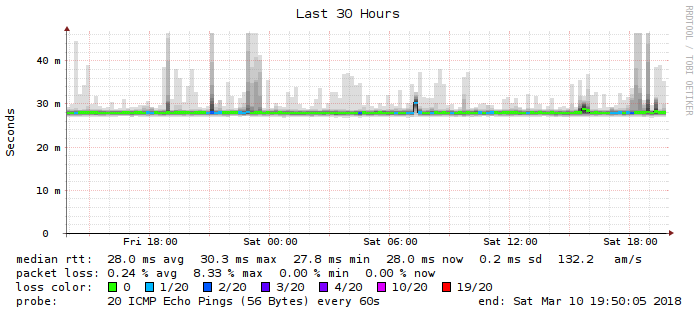 Last 30 Hours
RRDTOOL / TOBI OETIKER
Seconds
40 m
30 m
20 m
10 m
0
Fri 18:00 Sat 00:00 Sat 06:00 Sat 12:00 Sat 18:00
median rtt: 28.0 ms avg 30.3 ms max 27.8 ms min 28.0 ms now 0.2 ms sd 132.2 am/s
packet loss: 0.24 % avg 8.33 % max 0.00 % min 0.00 % now
loss color: 0 1/20 2/20 3/20 4/20 10/20 19/20
probe: 20 ICMP Echo Pings (56 Bytes) every 60s end: Sat Mar 10 19:50:05 2018